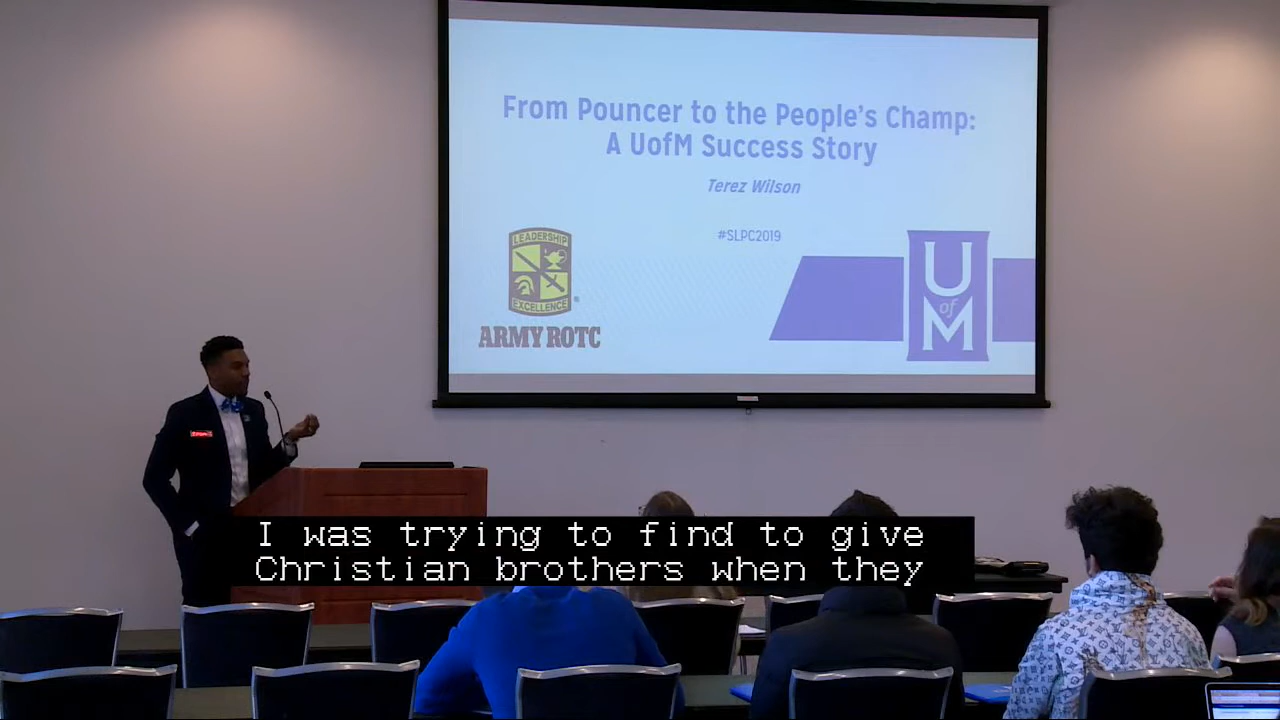 From Pouncer to the People's Champ:
A UofM Success Story
Terez Wilson
#SLPC2019
LEADERSHIP
EXCELLENCE
ARMY ROTC
U
of
M
I was trying to find to give
Christian brothers when they